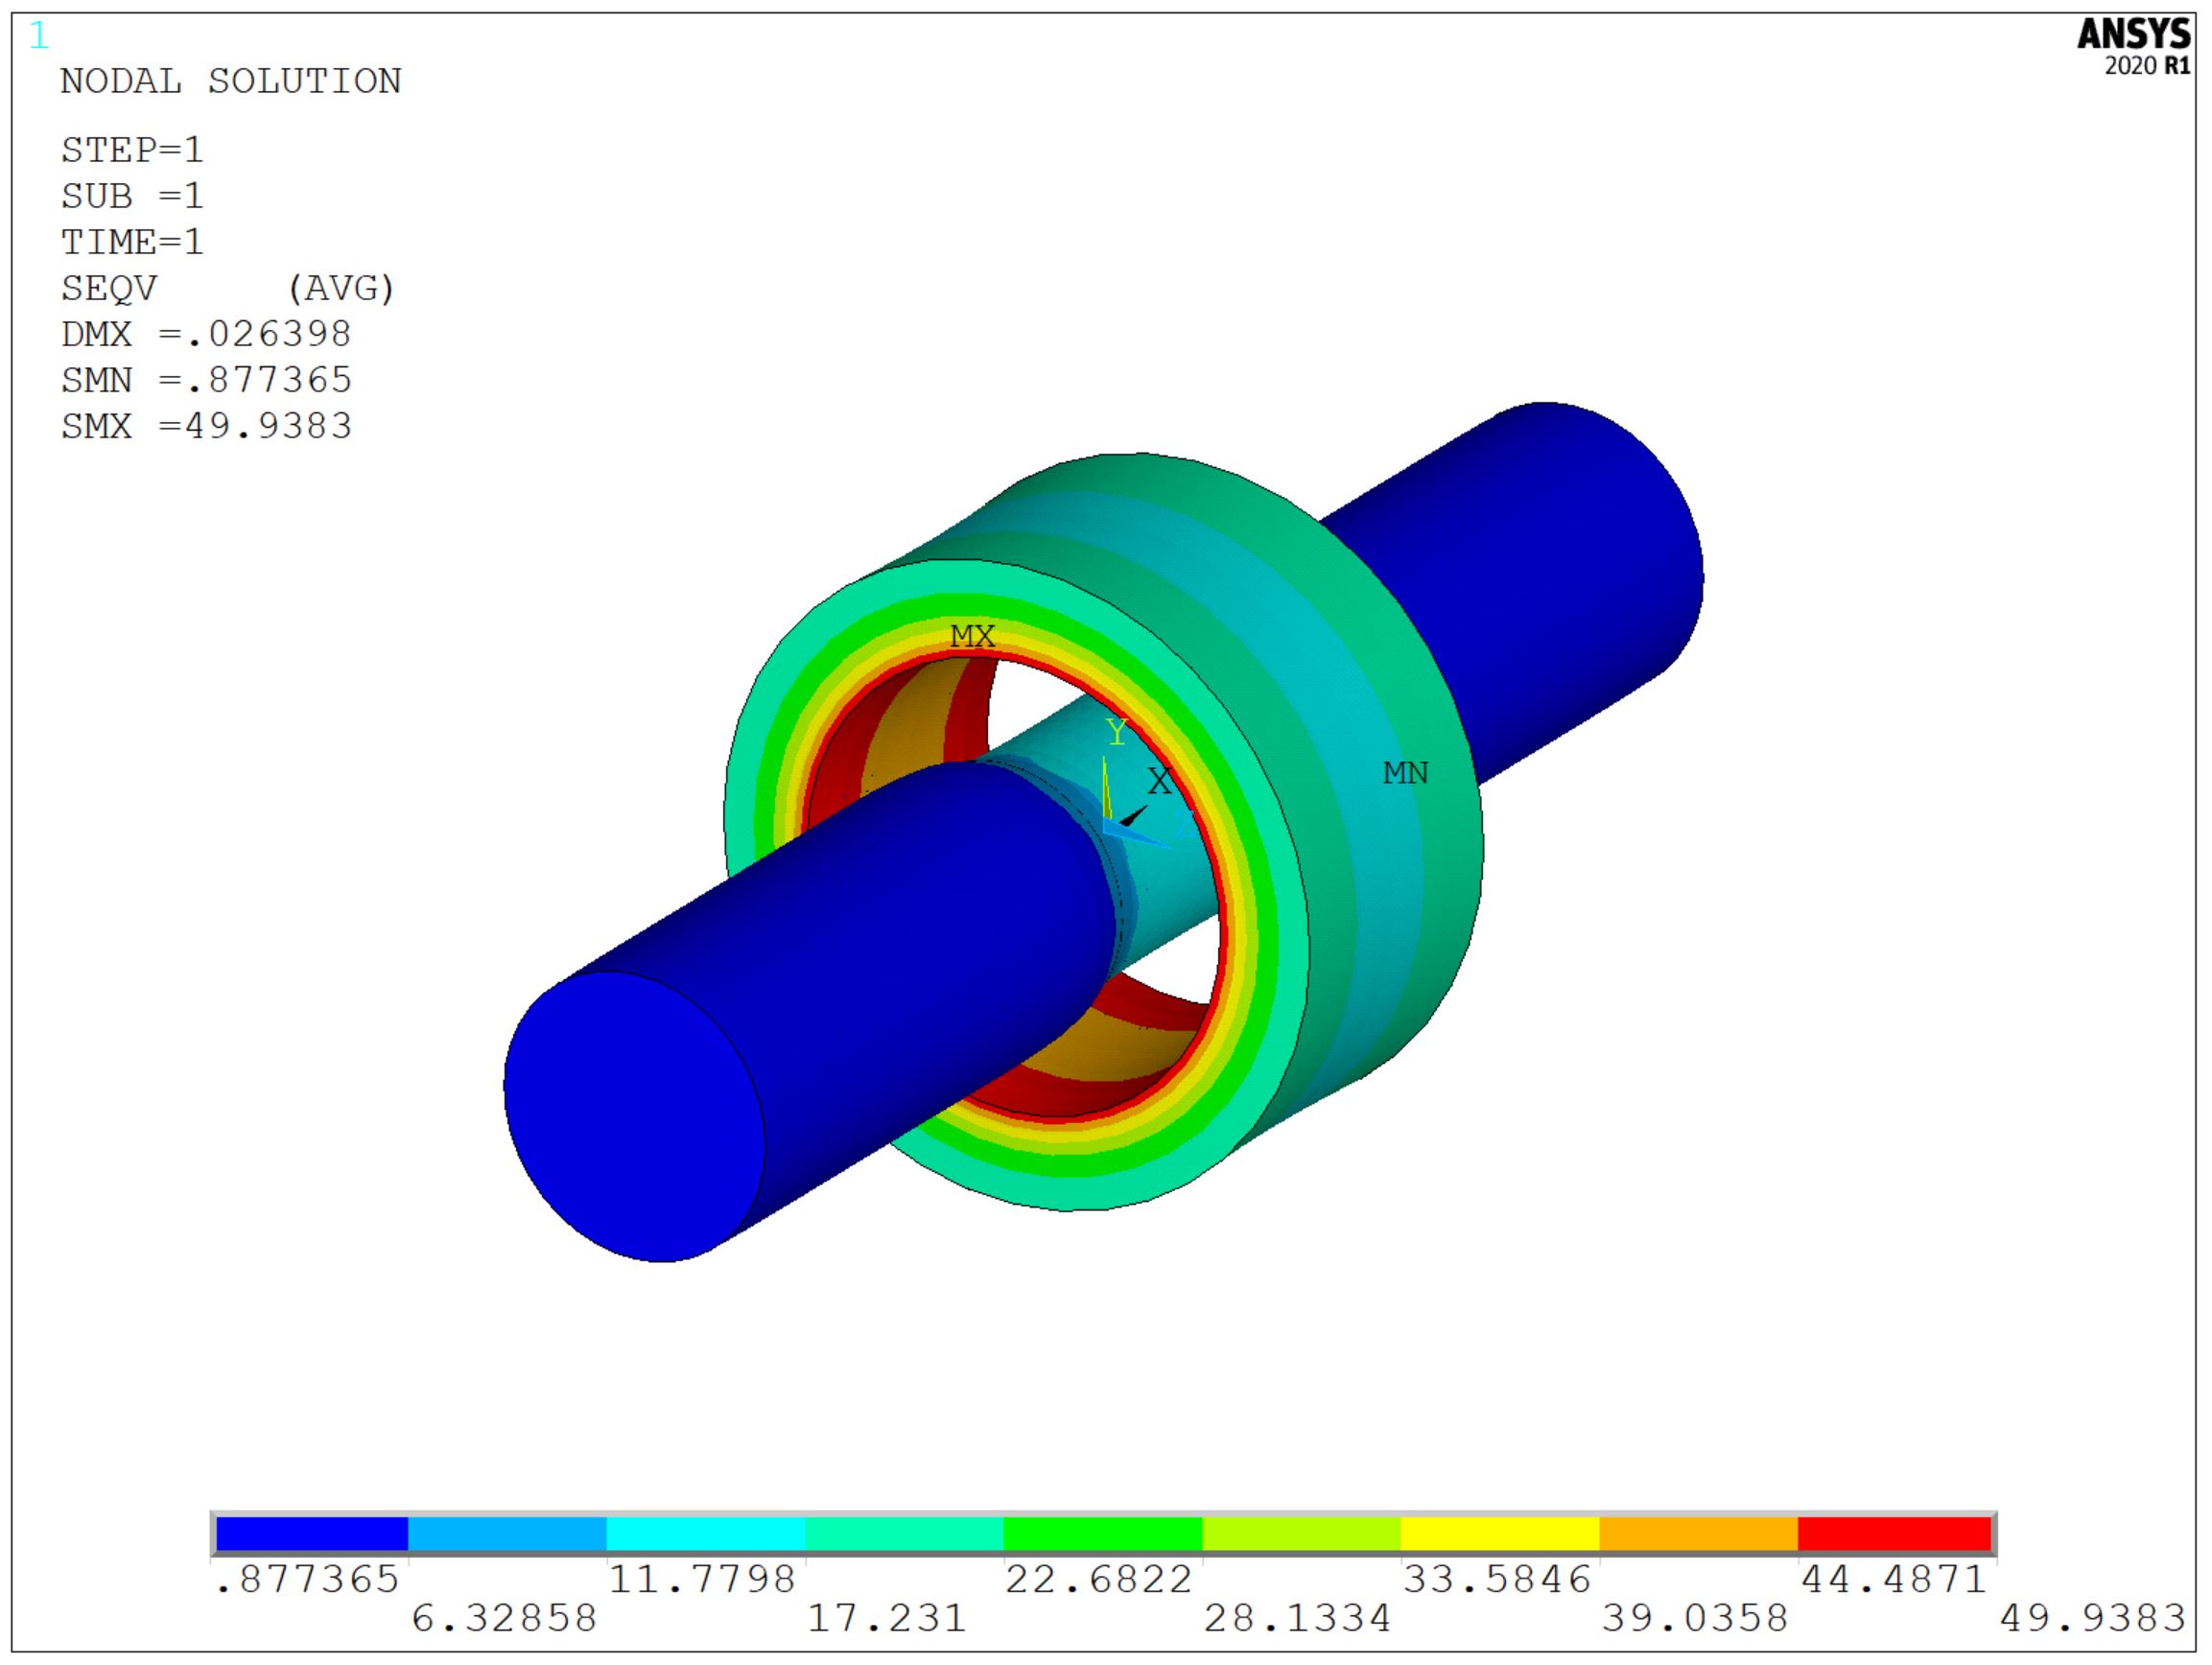 1
ANSYS
2020 R1
NODAL SOLUTION
STEP=1
SUB =1
TIME=1
SEQV (AVG)
DMX =.026398
SMN =.877365
SMX =49.9383
MX
Y
X
Z
MN
.877365 11.7798 22.6822 33.5846 44.4871
6.32858 17.231 28.1334 39.0358 49.9383